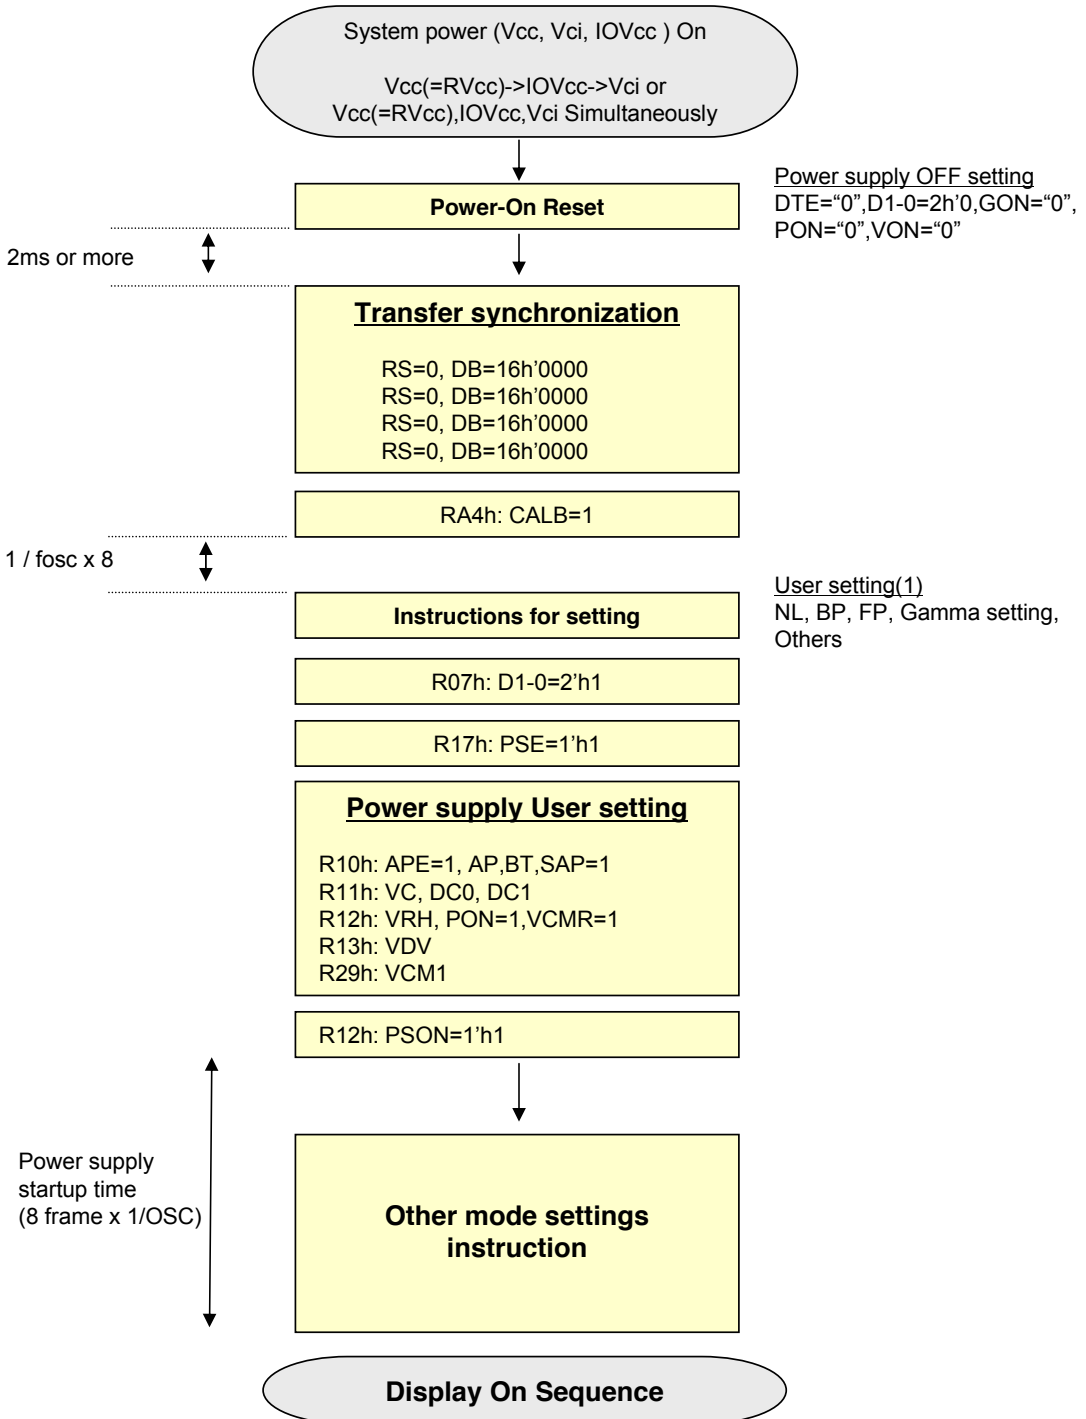 System power (Vcc, Vci, IOVcc ) On
Vcc(=RVcc)->IOVcc->Vci or
Vcc(=RVcc),IOVcc,Vci Simultaneously
Power-On Reset
Power supply OFF setting
DTE=“0”,D1-0=2h’0,GON=“0”,
PON=“0”,VON=“0”
2ms or more
Transfer synchronization
RS=0, DB=16h’0000
RS=0, DB=16h’0000
RS=0, DB=16h’0000
RS=0, DB=16h’0000
RA4h: CALB=1
1 / fosc x 8
Instructions for setting
User setting(1)
NL, BP, FP, Gamma setting,
Others
R07h: D1-0=2’h1
R17h: PSE=1’h1
Power supply User setting
R10h: APE=1, AP,BT,SAP=1
R11h: VC, DC0, DC1
R12h: VRH, PON=1,VCMR=1
R13h: VDV
R29h: VCM1
R12h: PSON=1’h1
Power supply
startup time
(8 frame x 1/OSC)
Other mode settings
instruction
Display On Sequence